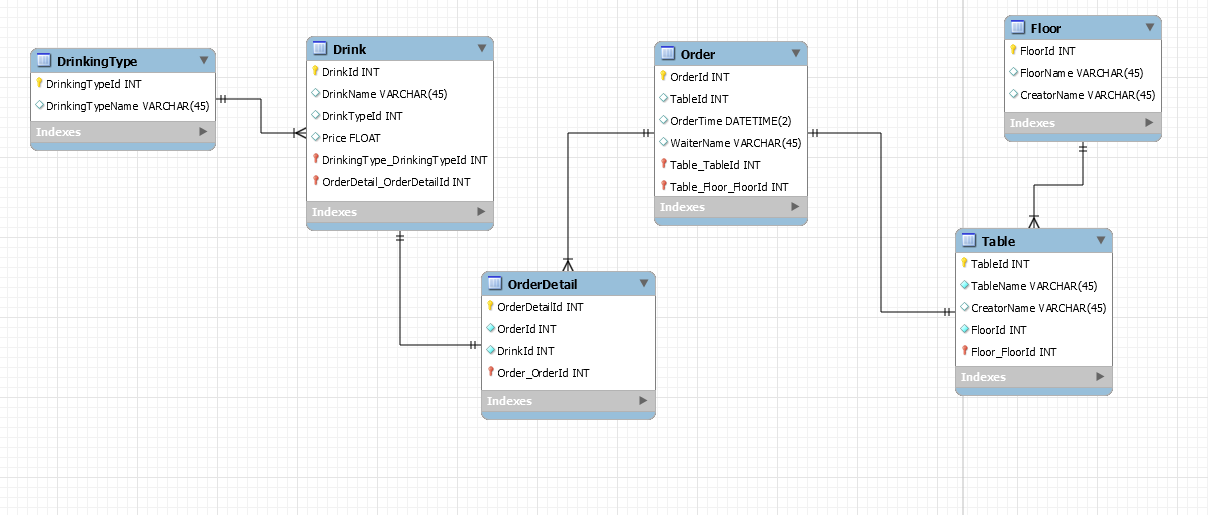 DrinkingType
DrinkingTypeId INT
DrinkingTypeName VARCHAR(45)
Indexes
Drink
DrinkId INT
DrinkName VARCHAR(45)
DrinkTypeId INT
Price FLOAT
DrinkingType_DrinkingTypeId INT
OrderDetail_OrderDetailId INT
Indexes
OrderDetail
OrderDetailId INT
OrderId INT
DrinkId INT
Order_OrderId INT
Indexes
Order
OrderId INT
TableId INT
OrderTime DATETIME(2)
WaiterName VARCHAR(45)
Table_TableId INT
Table_Floor_FloorId INT
Indexes
Floor
FloorId INT
FloorName VARCHAR(45)
CreatorName VARCHAR(45)
Indexes
Table
TableId INT
TableName VARCHAR(45)
CreatorName VARCHAR(45)
FloorId INT
Floor_FloorId INT
Indexes